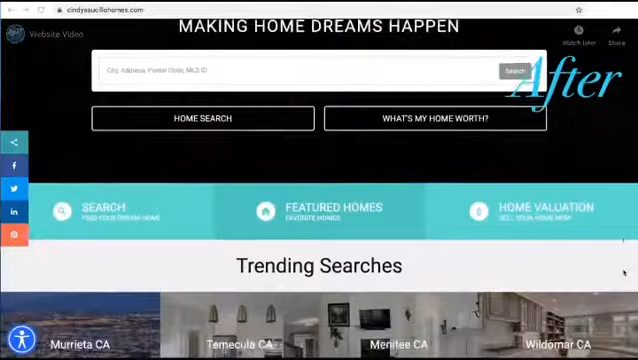 cindysucillohomes.com
MAKING HOME DREAMS HAPPEN
Website Video
Watch later
Share
City, Address, Postal Code, MLS ID
Search
After
HOME SEARCH
WHAT'S MY HOME WORTH?
SEARCH
FIND YOUR DREAM HOME
FEATURED HOMES
FAVORITE HOMES
HOME VALUATION
SELL YOUR HOME NOW
Trending Searches
Murrieta CA
Temecula CA
Menifee CA
Wildomar CA